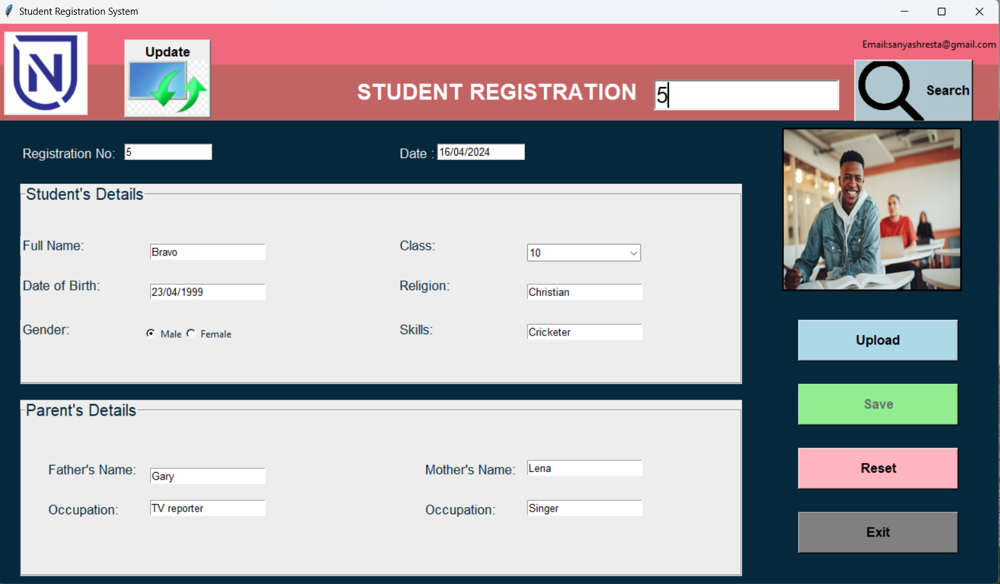 Student Registration System
Email:sanyashresta@gmail.com
N
Update
STUDENT REGISTRATION
5
Search
Registration No: 5
Date : 16/04/2024
Student's Details
Full Name: Bravo
Class: 10
Date of Birth: 23/04/1999
Religion: Christian
Gender: Male Female
Skills: Cricketer
Upload
Save
Reset
Exit
Parent's Details
Father's Name: Gary
Mother's Name: Lena
Occupation: TV reporter
Occupation: Singer